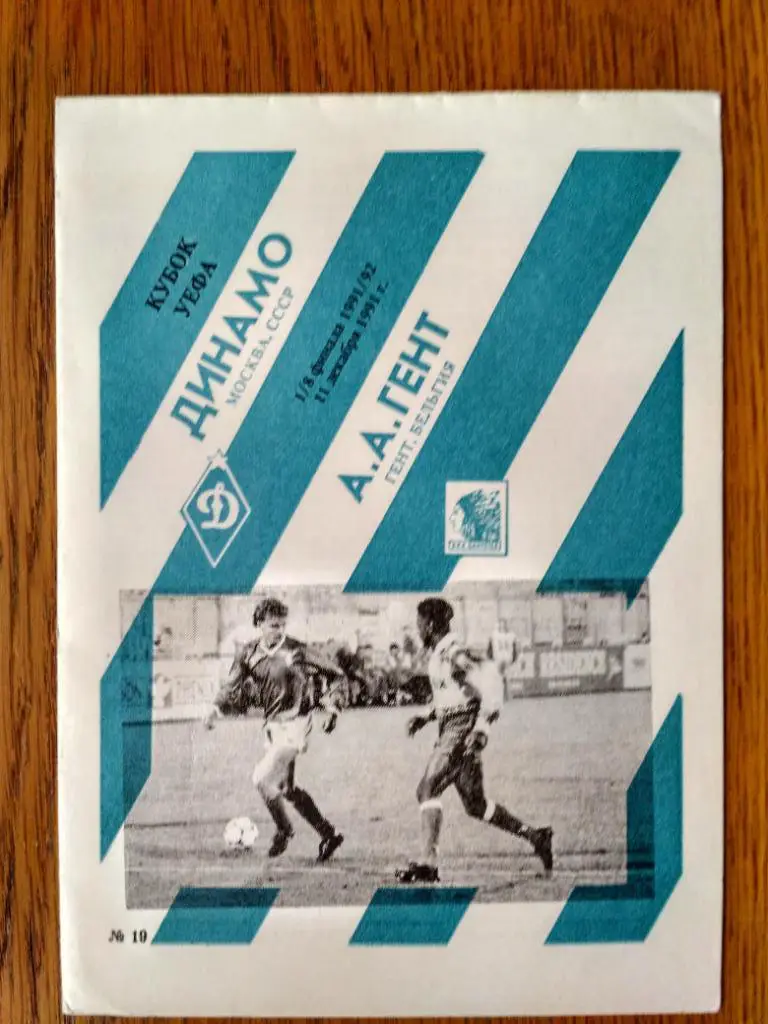 КУБОК
УЕФА
ДИНАМО
МОСКВА, СССР
1/8 финала 1991/92
11 декабря 1991 г.
А.А.ГЕНТ
ГЕНТ, БЕЛЬГИЯ
Д
№ 19